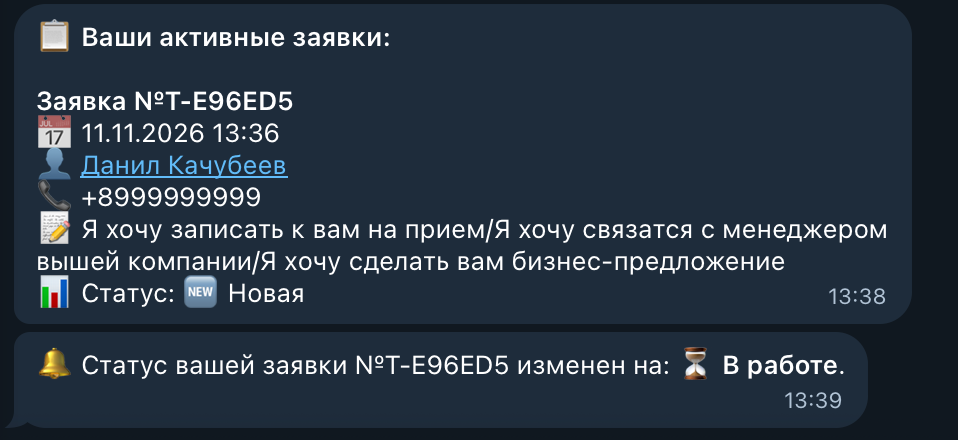 📋 Ваши активные заявки:
Заявка №T-E96ED5
📅 11.11.2026 13:36
👤 Данил Качубеев
📞 +8999999999
📝 Я хочу записать к вам на прием/Я хочу связатся с менеджером
вышей компании/Я хочу сделать вам бизнес-предложение
📊 Статус: 🆕 Новая
13:38
🔔 Статус вашей заявки №T-E96ED5 изменен на: ⏳ В работе.
13:39